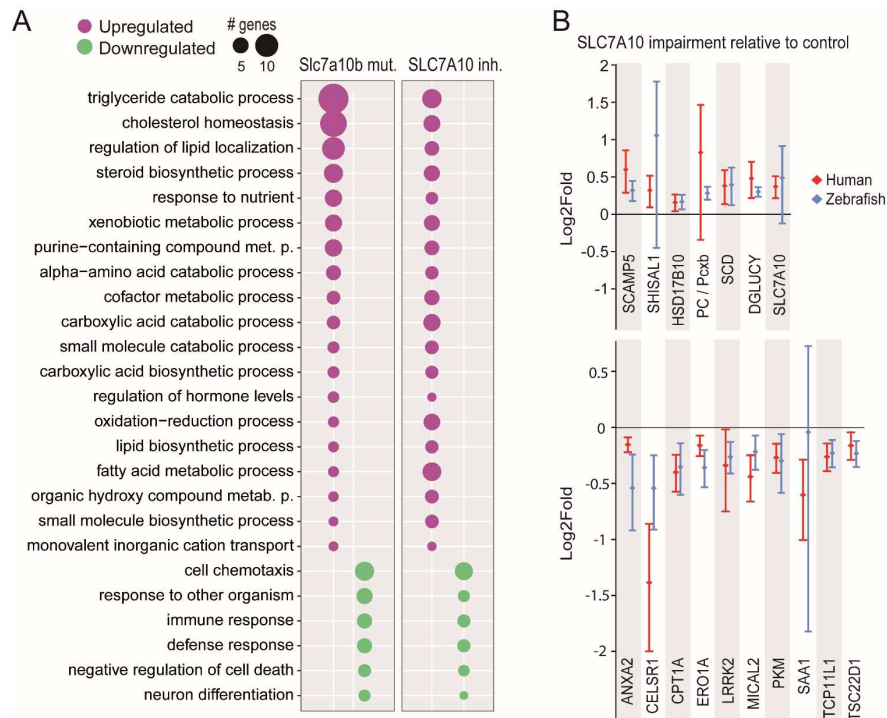 A
Upregulated
Downregulated
# genes
5 10
Slc7a10b mut. SLC7A10 inh.
triglyceride catabolic process
cholesterol homeostasis
regulation of lipid localization
steroid biosynthetic process
response to nutrient
xenobiotic metabolic process
purine−containing compound met. p.
alpha−amino acid catabolic process
cofactor metabolic process
carboxylic acid catabolic process
small molecule catabolic process
carboxylic acid biosynthetic process
regulation of hormone levels
oxidation−reduction process
lipid biosynthetic process
fatty acid metabolic process
organic hydroxy compound metab. p.
small molecule biosynthetic process
monovalent inorganic cation transport
cell chemotaxis
response to other organism
immune response
defense response
negative regulation of cell death
neuron differentiation
B
SLC7A10 impairment relative to control
2
1.5
1
0.5
0
-0.5
-1
Log2Fold
SCAMP5
SHISAL1
HSD17B10
PC / Pcxb
SCD
DGLUCY
SLC7A10
Human
Zebrafish
0.5
0
-0.5
-1
-1.5
-2
Log2Fold
ANXA2
CELSR1
CPT1A
ERO1A
LRRK2
MICAL2
PKM
SAA1
TCP11L1
TSC22D1